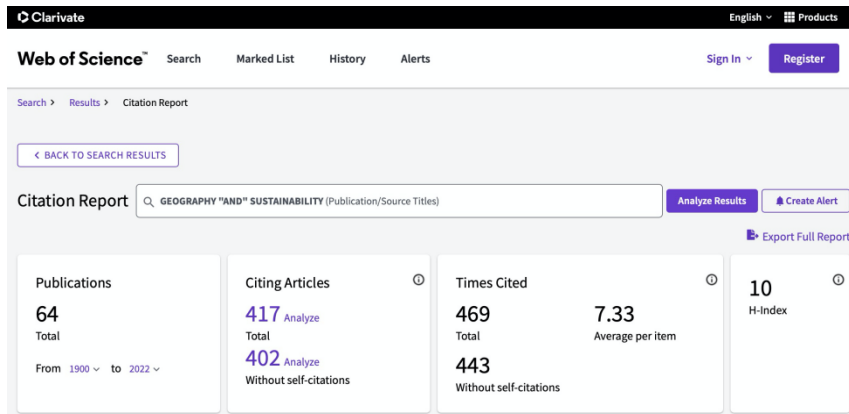 Clarivate English Products
Web of Science™ Search Marked List History Alerts Sign In Register
Search > Results > Citation Report
< BACK TO SEARCH RESULTS
Citation Report GEOGRAPHY "AND" SUSTAINABILITY (Publication/Source Titles) Analyze Results Create Alert
Export Full Report
Publications
64
Total
From 1900 to 2022
Citing Articles
417 Analyze
Total
402 Analyze
Without self-citations
Times Cited
469
Total
7.33
Average per item
443
Without self-citations
10
H-Index